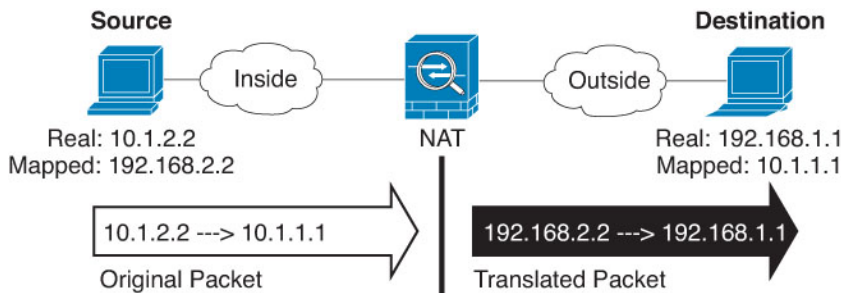 Source
Destination
Inside
Outside
Real: 10.1.2.2
Mapped: 192.168.2.2
NAT
Real: 192.168.1.1
Mapped: 10.1.1.1
10.1.2.2 ---> 10.1.1.1
192.168.2.2 ---> 192.168.1.1
Original Packet
Translated Packet